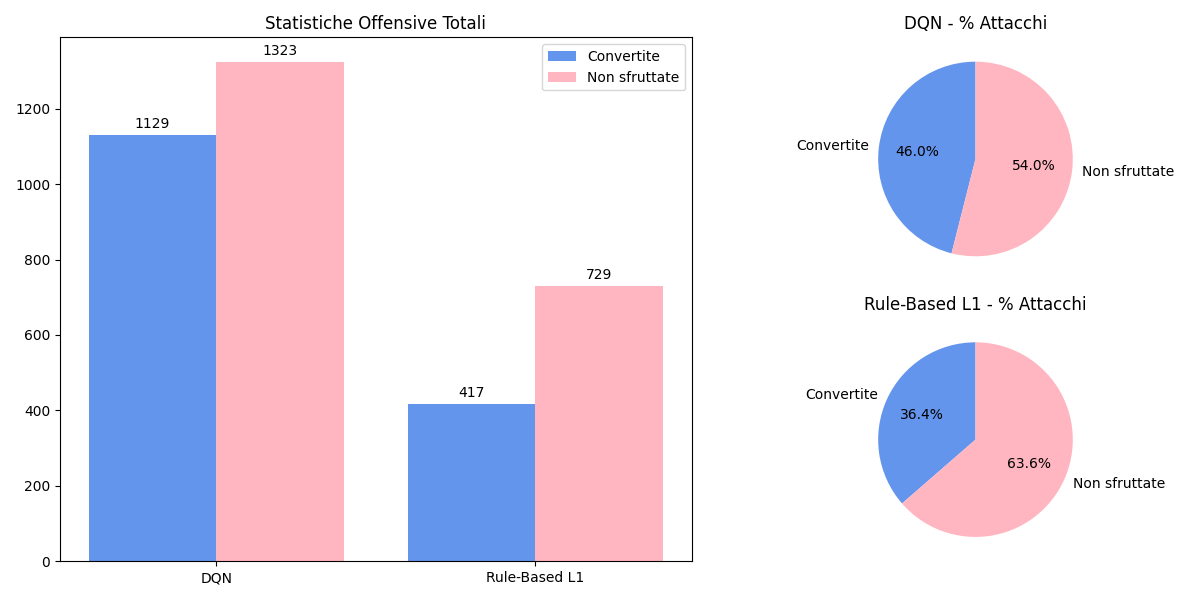 Statistiche Offensive Totali
Convertite
Non sfruttate
1129
1323
417
729
1200
1000
800
600
400
200
0
DQN
Rule-Based L1
DQN - % Attacchi
Convertite
46.0%
54.0%
Non sfruttate
Rule-Based L1 - % Attacchi
Convertite
36.4%
63.6%
Non sfruttate